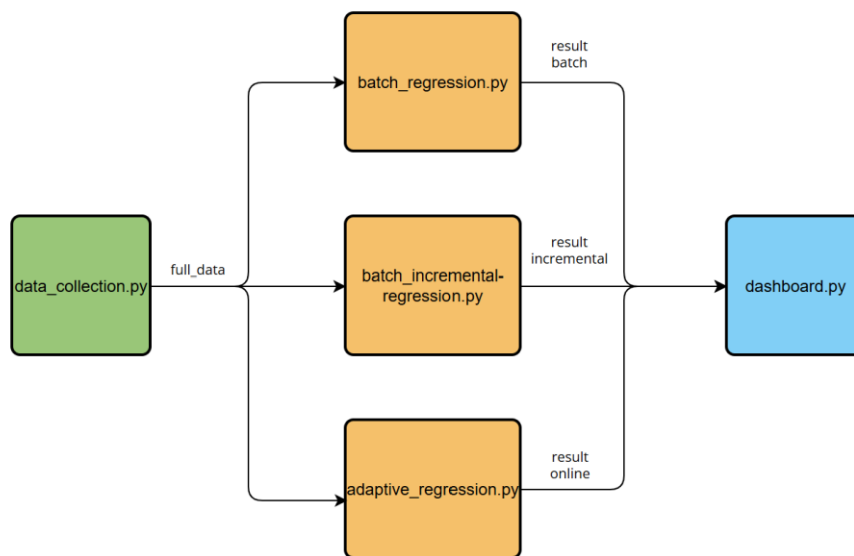 result
batch
batch_regression.py
data_collection.py
full_data
batch_incremental-
regression.py
result
incremental
dashboard.py
adaptive_regression.py
result
online